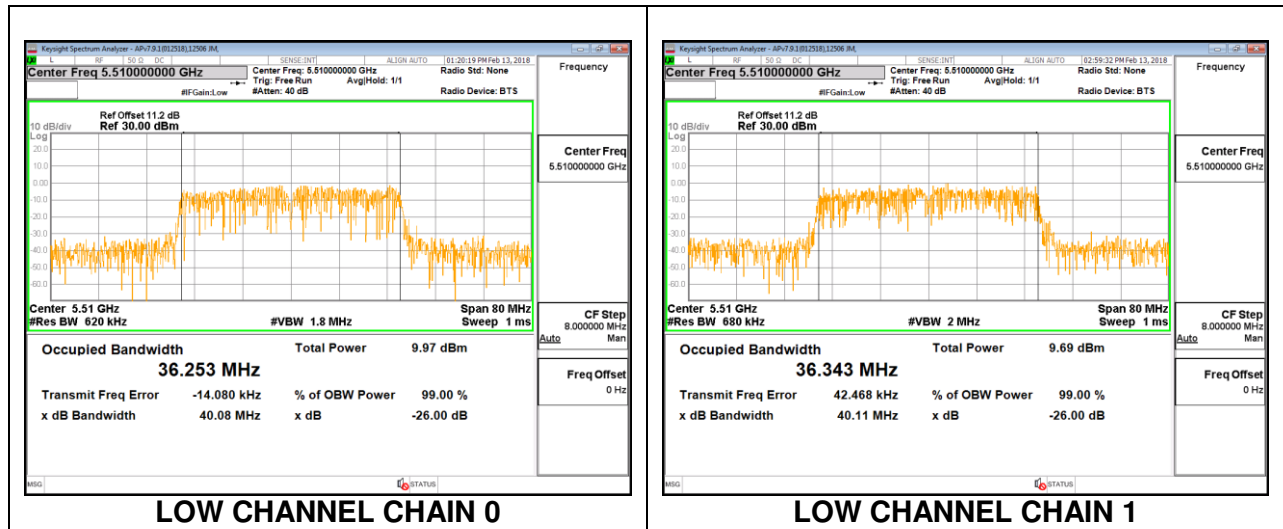 Keysight Spectrum Analyzer - APv7.9.1(012518),12506 JM,
L RF 50 Ω DC SENSE:INT ALIGN AUTO 01:20:19 PM Feb 13, 2018
Center Freq 5.510000000 GHz
Center Freq: 5.510000000 GHz
Radio Std: None
Trig: Free Run Avg|Hold: 1/1
#IFGain:Low #Atten: 40 dB Radio Device: BTS
Ref Offset 11.2 dB
10 dB/div Ref 30.00 dBm
Log
20.0
10.0
0.00
-10.0
-20.0
-30.0
-40.0
-50.0
-60.0
Center 5.51 GHz Span 80 MHz
#Res BW 620 kHz #VBW 1.8 MHz Sweep 1 ms
Occupied Bandwidth Total Power 9.97 dBm
36.253 MHz
Transmit Freq Error -14.080 kHz % of OBW Power 99.00 %
x dB Bandwidth 40.08 MHz x dB -26.00 dB
MSG STATUS
Frequency
Center Freq
5.510000000 GHz
CF Step
8.000000 MHz
Auto Man
Freq Offset
0 Hz
LOW CHANNEL CHAIN 0
Keysight Spectrum Analyzer - APv7.9.1(012518),12506 JM,
L RF 50 Ω DC SENSE:INT ALIGN AUTO 02:59:32 PM Feb 13, 2018
Center Freq 5.510000000 GHz
Center Freq: 5.510000000 GHz
Radio Std: None
Trig: Free Run Avg|Hold: 1/1
#IFGain:Low #Atten: 40 dB Radio Device: BTS
Ref Offset 11.2 dB
10 dB/div Ref 30.00 dBm
Log
20.0
10.0
0.00
-10.0
-20.0
-30.0
-40.0
-50.0
-60.0
Center 5.51 GHz Span 80 MHz
#Res BW 680 kHz #VBW 2 MHz Sweep 1 ms
Occupied Bandwidth Total Power 9.69 dBm
36.343 MHz
Transmit Freq Error 42.468 kHz % of OBW Power 99.00 %
x dB Bandwidth 40.11 MHz x dB -26.00 dB
MSG STATUS
Frequency
Center Freq
5.510000000 GHz
CF Step
8.000000 MHz
Auto Man
Freq Offset
0 Hz
LOW CHANNEL CHAIN 1